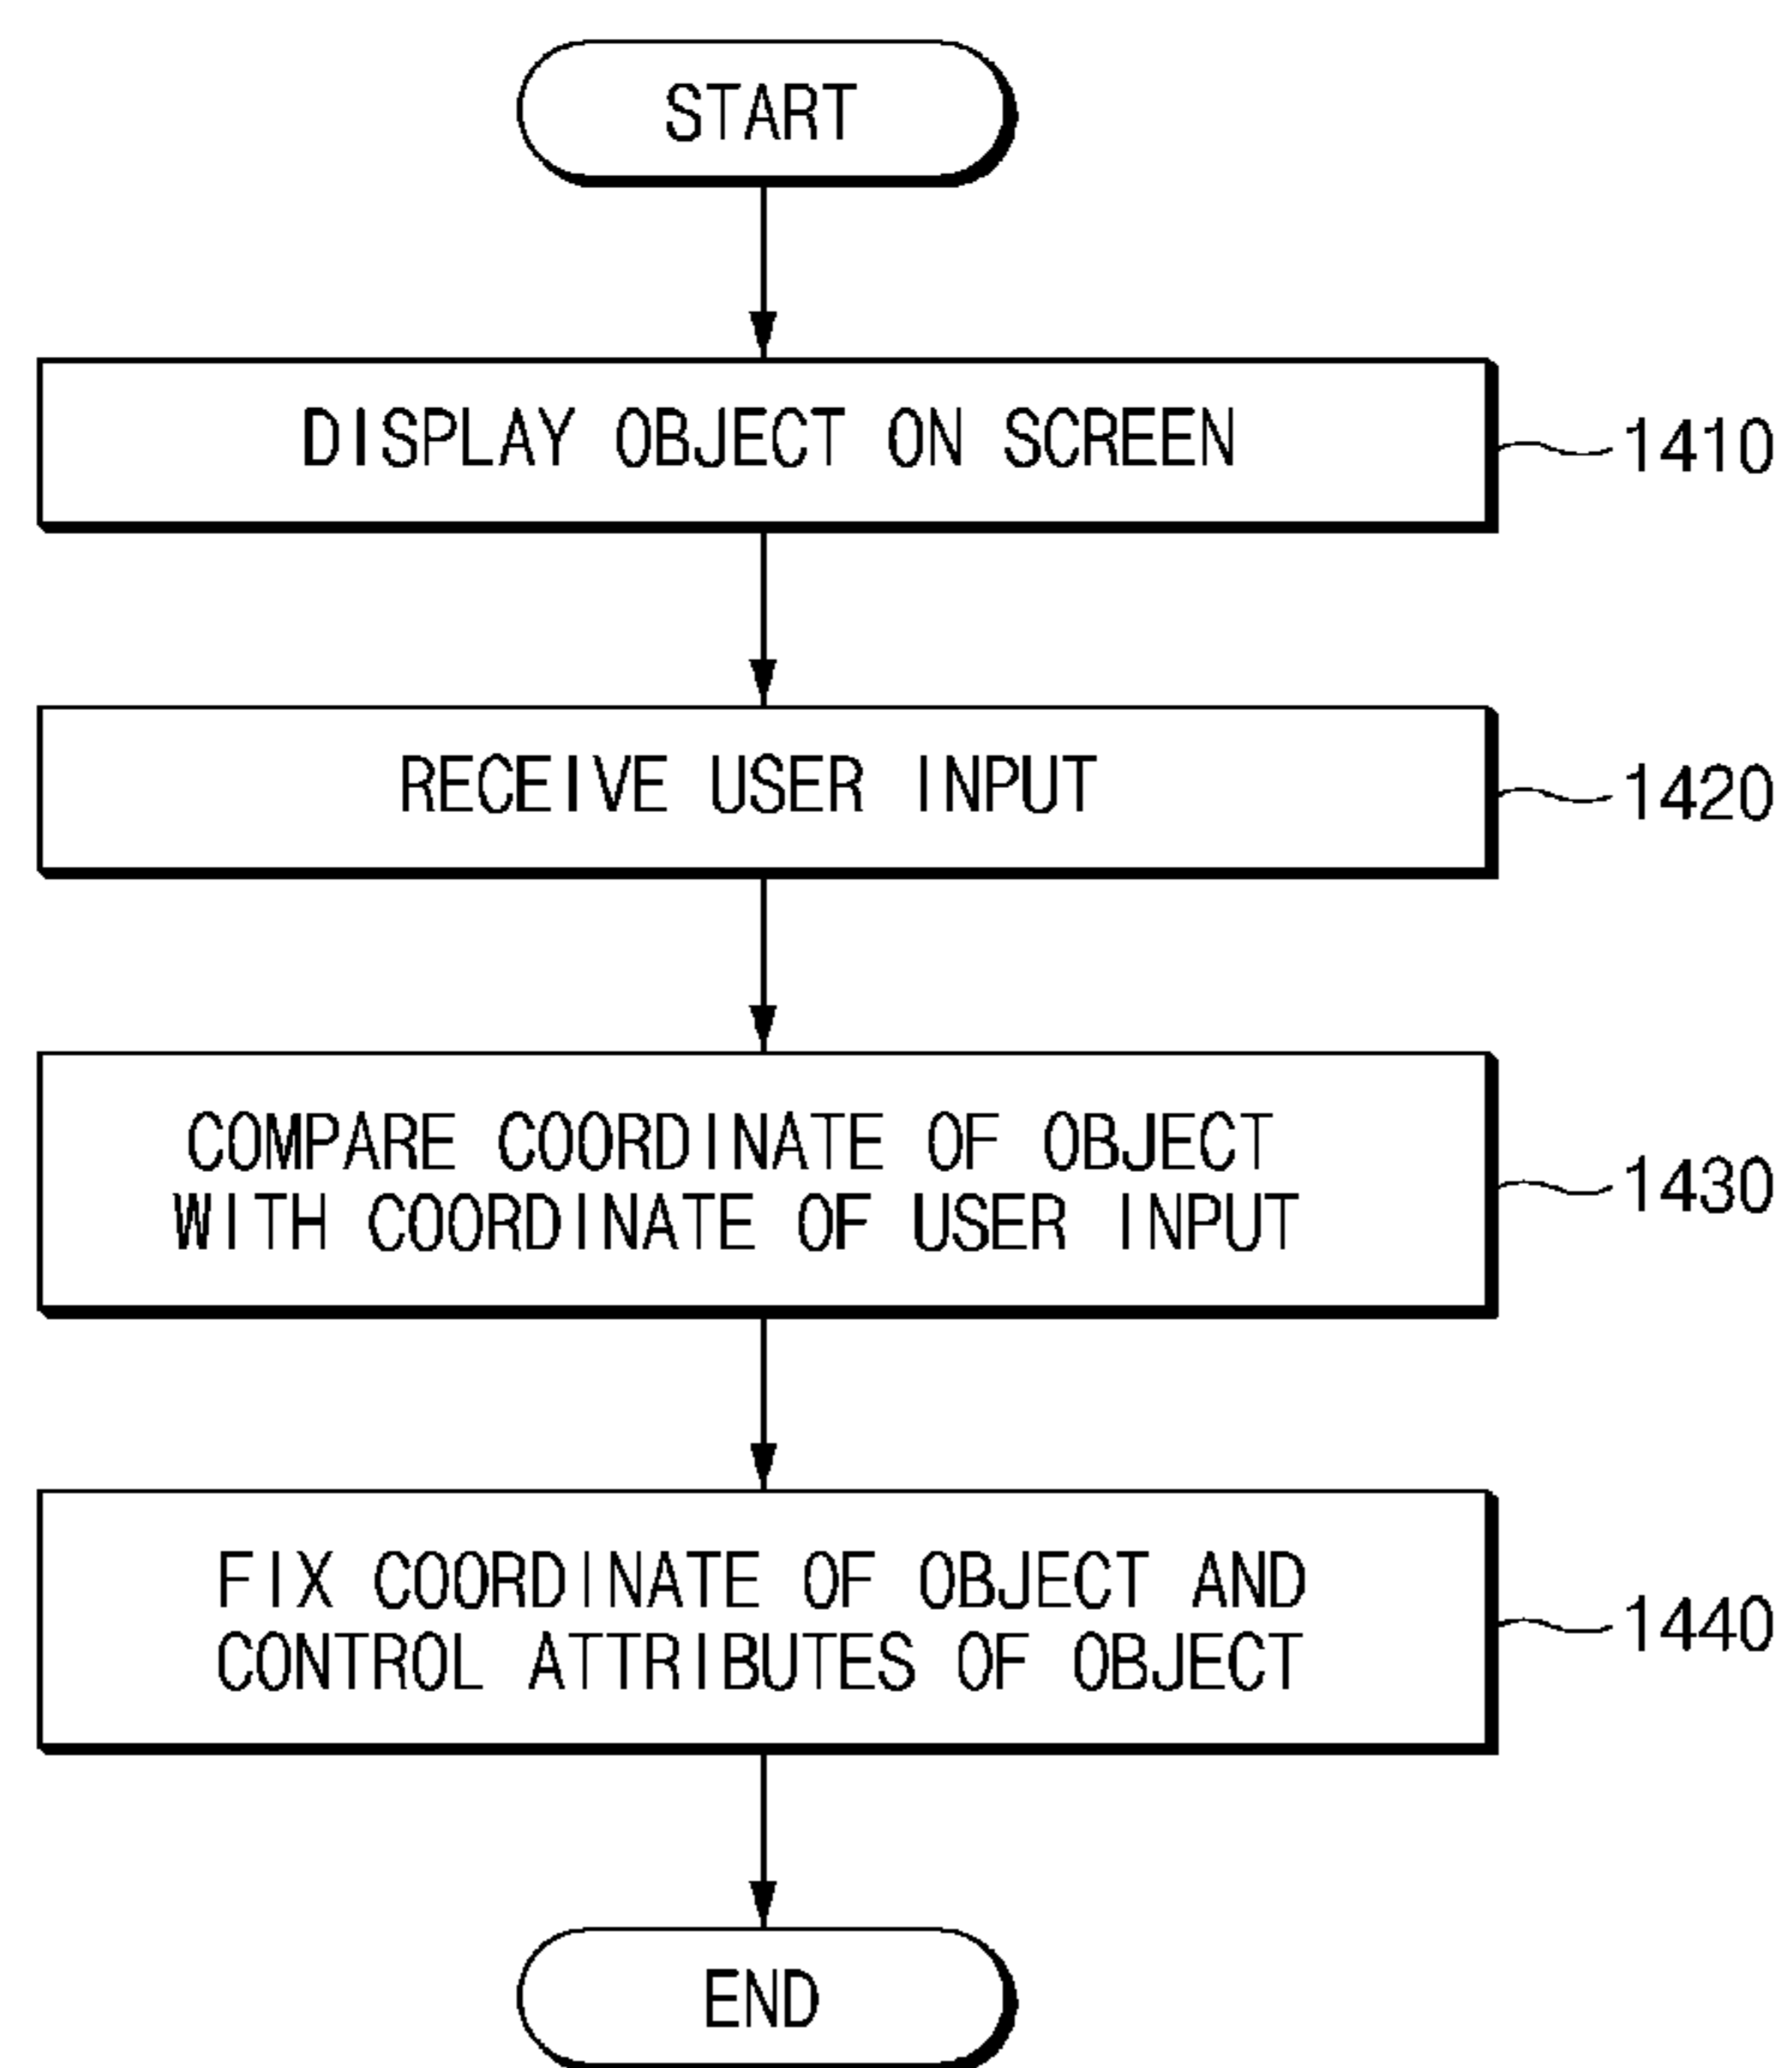 START
DISPLAY OBJECT ON SCREEN
1410
RECEIVE USER INPUT
1420
COMPARE COORDINATE OF OBJECT
WITH COORDINATE OF USER INPUT
1430
FIX COORDINATE OF OBJECT AND
CONTROL ATTRIBUTES OF OBJECT
1440
END